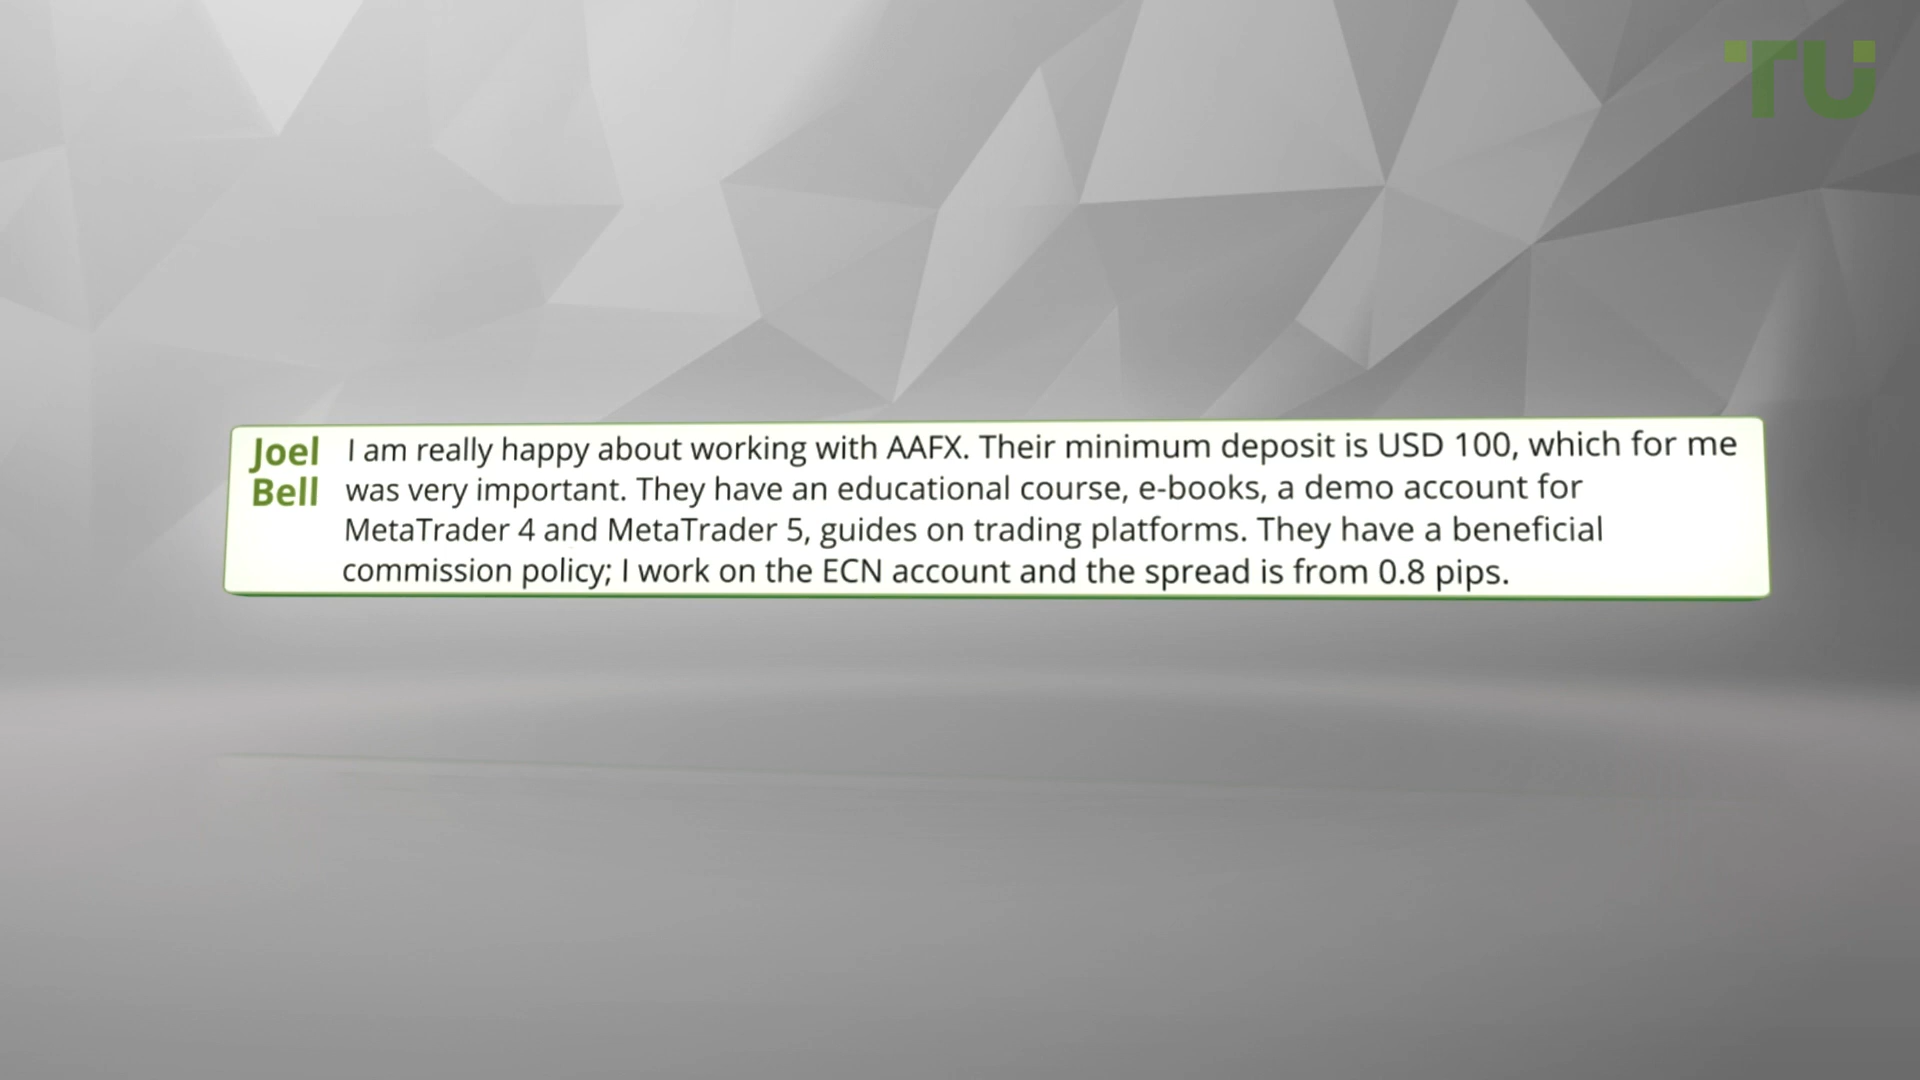 TU
Joel
Bell
I am really happy about working with AAFX. Their minimum deposit is USD 100, which for me
was very important. They have an educational course, e-books, a demo account for
MetaTrader 4 and MetaTrader 5, guides on trading platforms. They have a beneficial
commission policy; I work on the ECN account and the spread is from 0.8 pips.